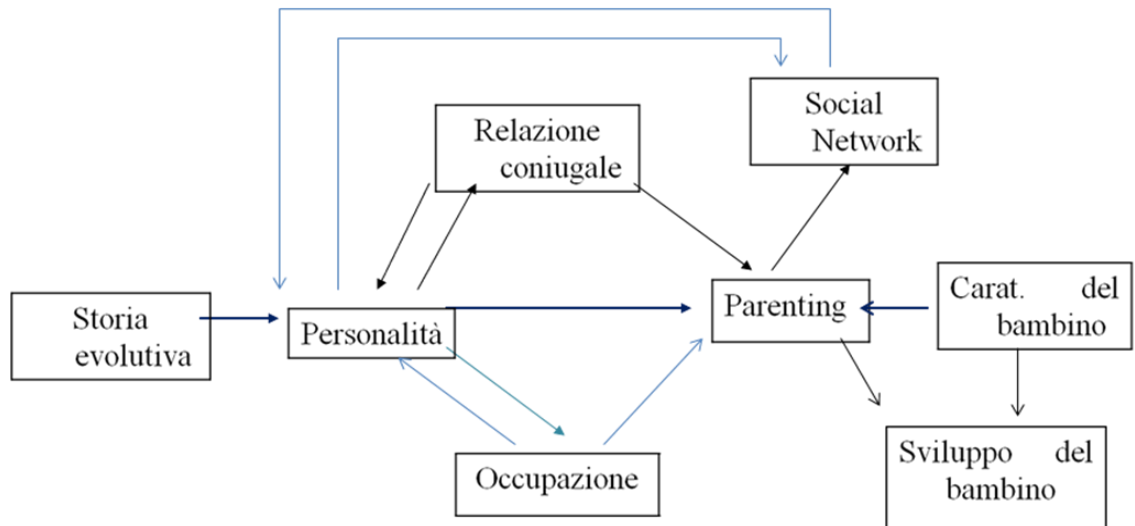 Social
Network
Relazione
coniugale
Storia
evolutiva
Personalità
Parenting
Carat. del
bambino
Occupazione
Sviluppo del
bambino